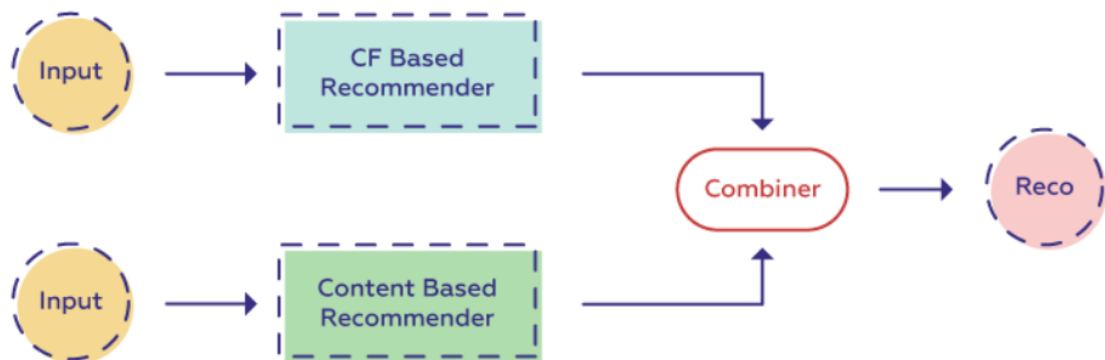 Input
CF Based
Recommender
Combiner
Reco
Input
Content Based
Recommender